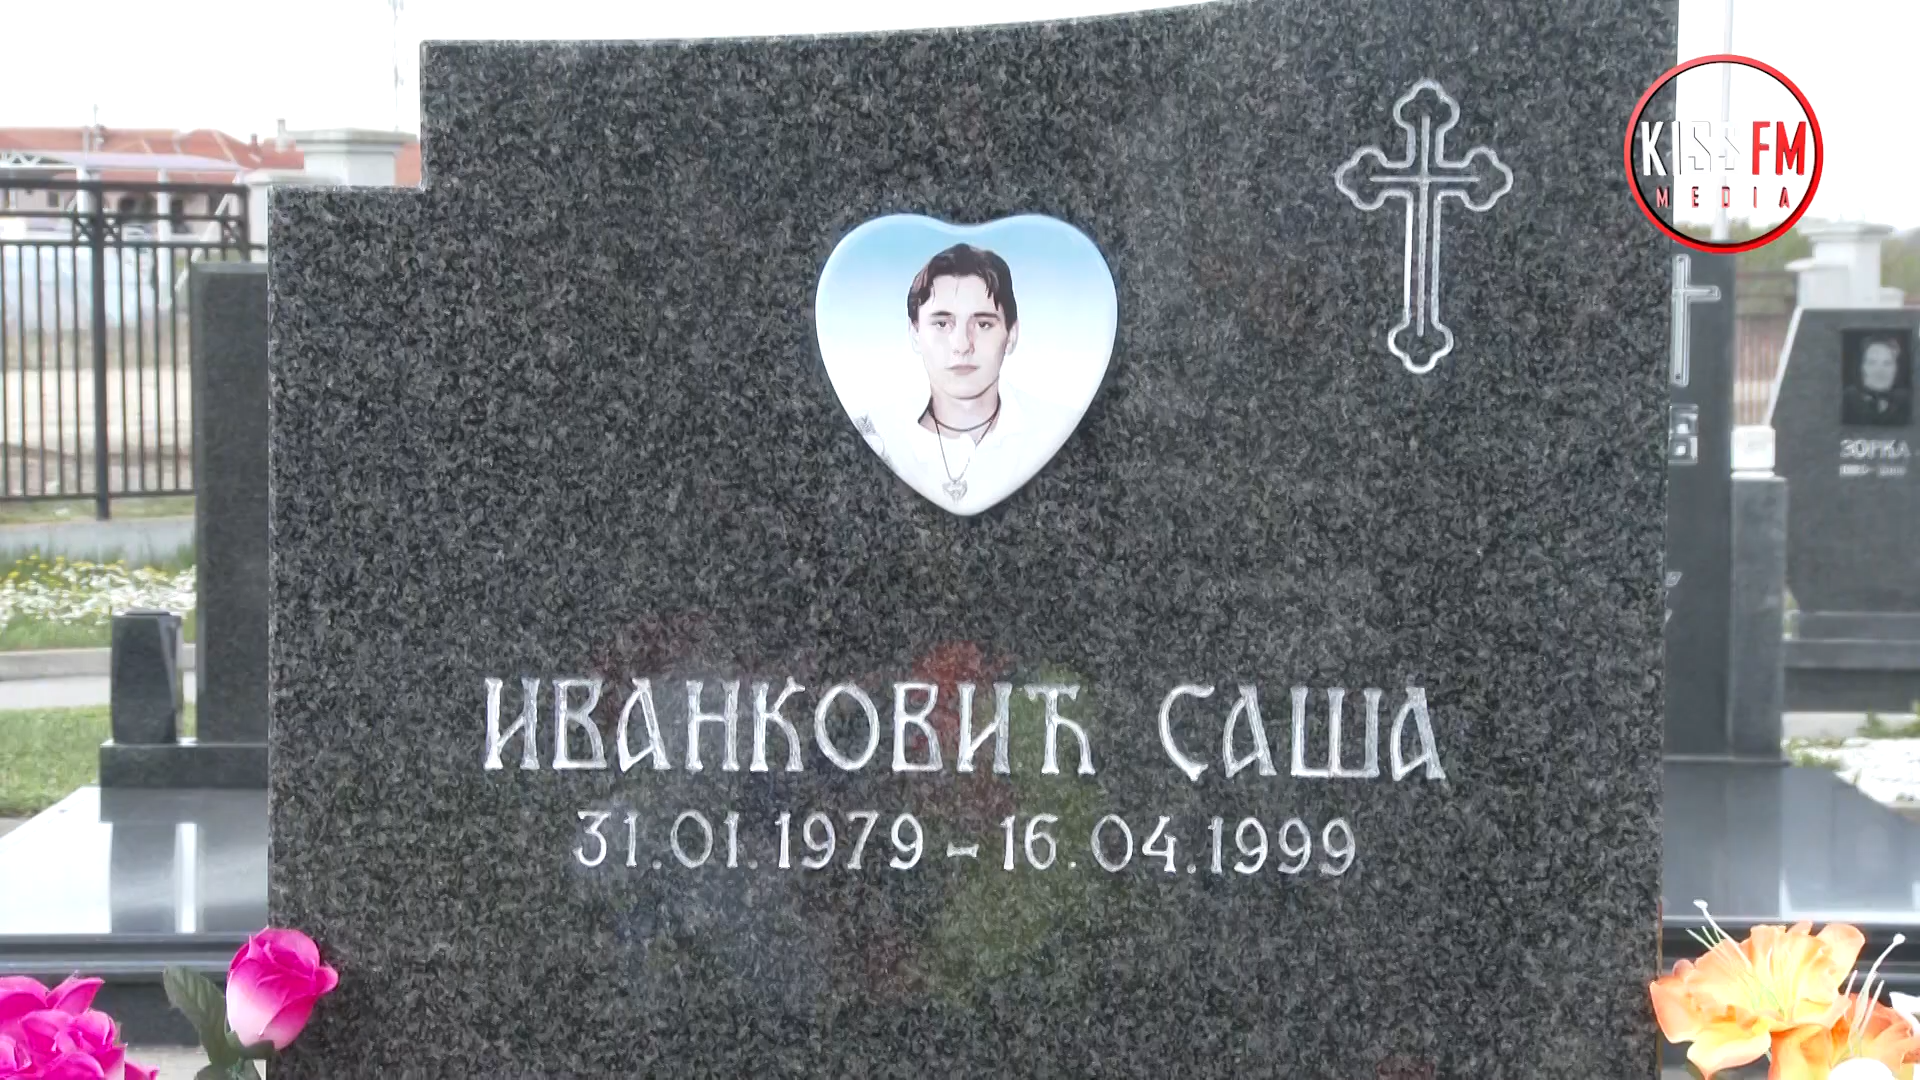 KISS FM
MEDIA
ИВАНКОВИЋ САША
31.01.1979 - 16.04.1999
ЗОРКА